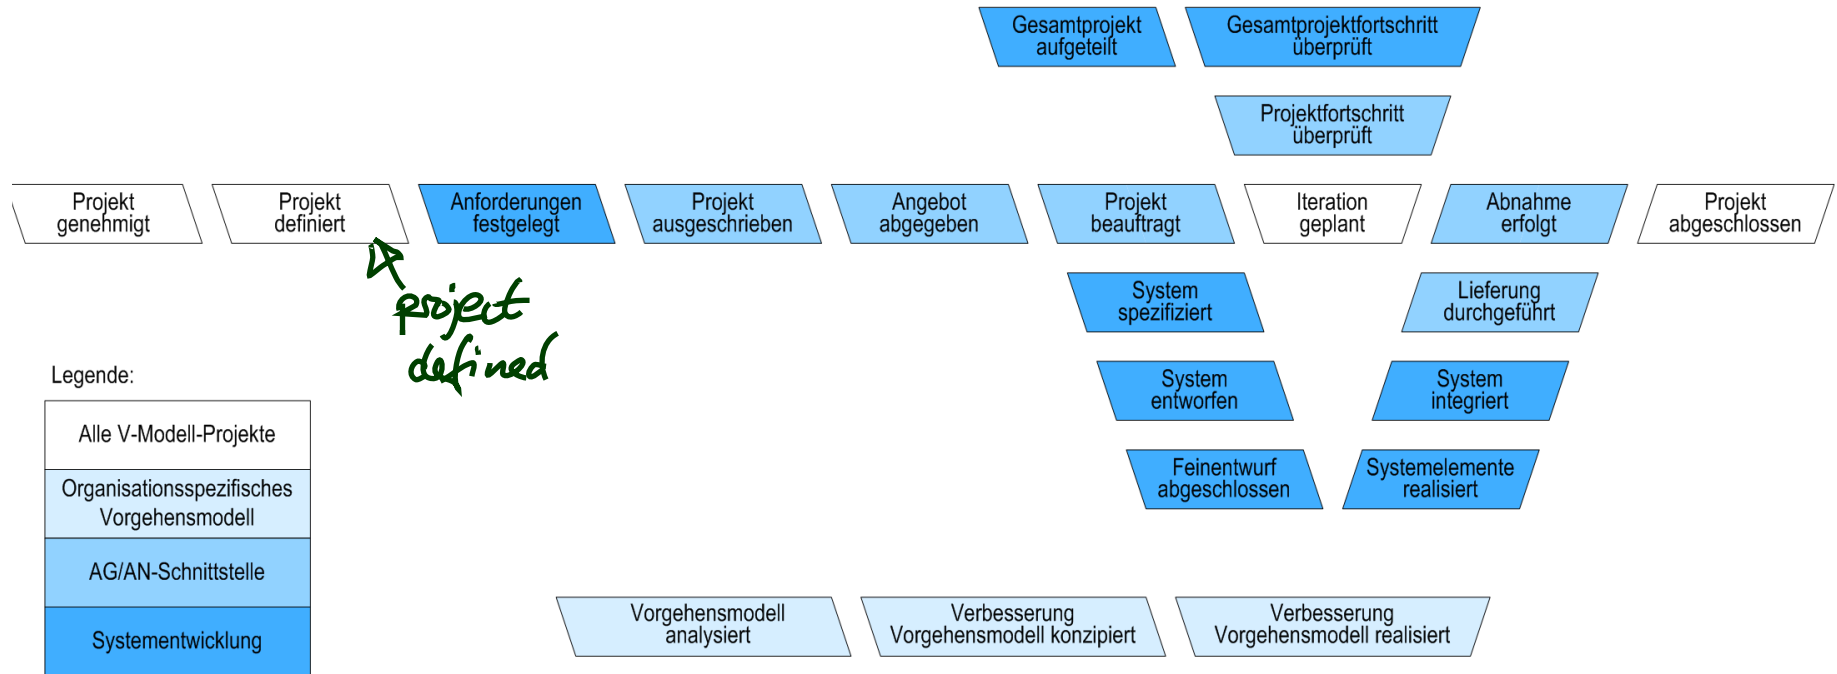 Gesamtprojekt
aufgeteilt
Gesamtprojektfortschritt
überprüft
Projektfortschritt
überprüft
Projekt
genehmigt
Projekt
definiert
Anforderungen
festgelegt
Projekt
ausgeschrieben
Angebot
abgegeben
Projekt
beauftragt
Iteration
geplant
Abnahme
erfolgt
Projekt
abgeschlossen
project
defined
System
spezifiziert
Lieferung
durchgeführt
System
entworfen
System
integriert
Feinentwurf
abgeschlossen
Systemelemente
realisiert
Legende:
Alle V-Modell-Projekte
Organisationsspezifisches
Vorgehensmodell
AG/AN-Schnittstelle
Systementwicklung
Vorgehensmodell
analysiert
Verbesserung
Vorgehensmodell konzipiert
Verbesserung
Vorgehensmodell realisiert